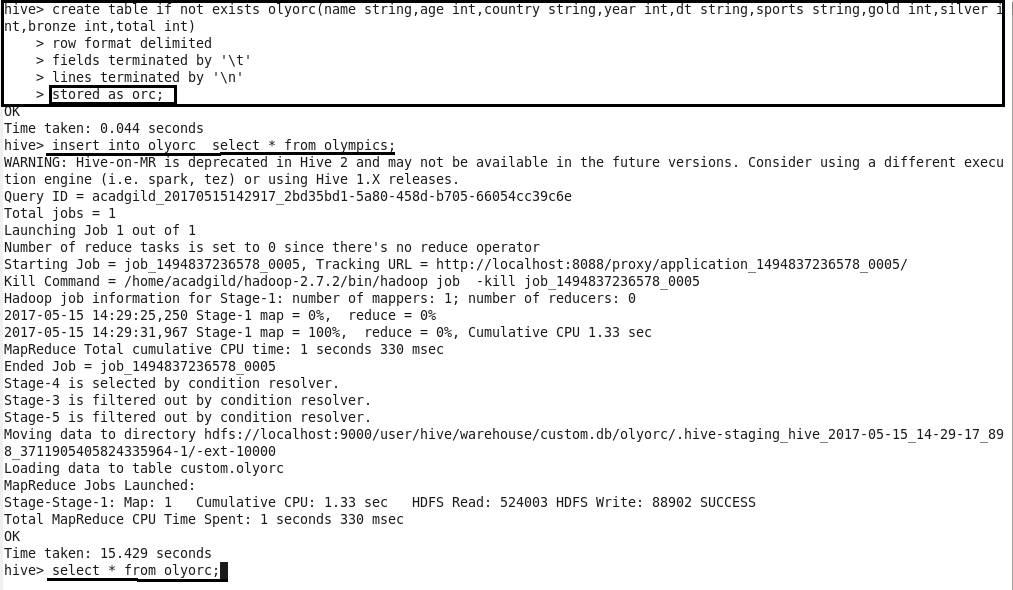 hive> create table if not exists olyorc(name string,age int,country string,year int,dt string,sports string,gold int,silver i
nt,bronze int,total int)
    > row format delimited
    > fields terminated by '\t'
    > lines terminated by '\n'
    > stored as orc;
OK
Time taken: 0.044 seconds
hive> insert into olyorc  select * from olympics;
WARNING: Hive-on-MR is deprecated in Hive 2 and may not be available in the future versions. Consider using a different execu
tion engine (i.e. spark, tez) or using Hive 1.X releases.
Query ID = acadgild_20170515142917_2bd35bd1-5a80-458d-b705-66054cc39c6e
Total jobs = 1
Launching Job 1 out of 1
Number of reduce tasks is set to 0 since there's no reduce operator
Starting Job = job_1494837236578_0005, Tracking URL = http://localhost:8088/proxy/application_1494837236578_0005/
Kill Command = /home/acadgild/hadoop-2.7.2/bin/hadoop job  -kill job_1494837236578_0005
Hadoop job information for Stage-1: number of mappers: 1; number of reducers: 0
2017-05-15 14:29:25,250 Stage-1 map = 0%,  reduce = 0%
2017-05-15 14:29:31,967 Stage-1 map = 100%,  reduce = 0%, Cumulative CPU 1.33 sec
MapReduce Total cumulative CPU time: 1 seconds 330 msec
Ended Job = job_1494837236578_0005
Stage-4 is selected by condition resolver.
Stage-3 is filtered out by condition resolver.
Stage-5 is filtered out by condition resolver.
Moving data to directory hdfs://localhost:9000/user/hive/warehouse/custom.db/olyorc/.hive-staging_hive_2017-05-15_14-29-17_89
8_3711905405824335964-1/-ext-10000
Loading data to table custom.olyorc
MapReduce Jobs Launched:
Stage-Stage-1: Map: 1   Cumulative CPU: 1.33 sec   HDFS Read: 524003 HDFS Write: 88902 SUCCESS
Total MapReduce CPU Time Spent: 1 seconds 330 msec
OK
Time taken: 15.429 seconds
hive> select * from olyorc;